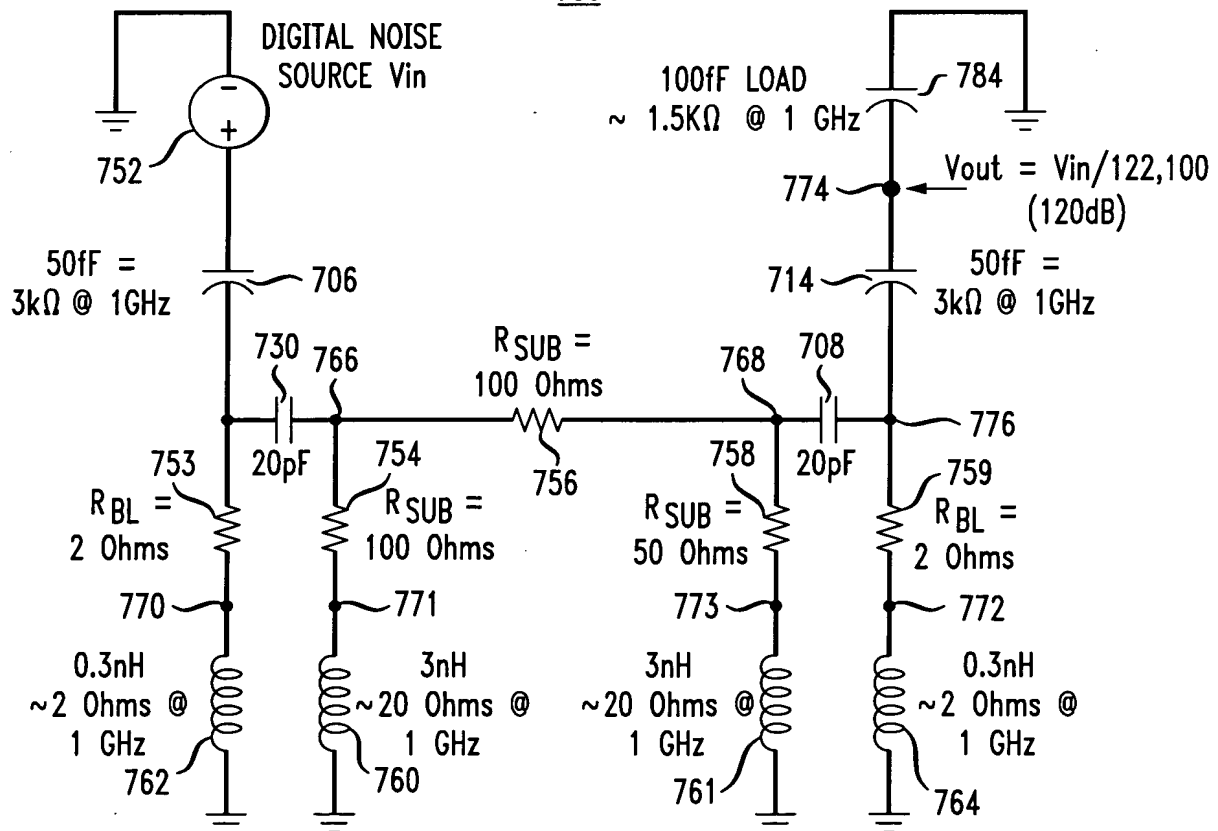 DIGITAL NOISE
SOURCE Vin
-
+
752
100fF LOAD
~ 1.5KΩ @ 1 GHz
784
774
Vout = Vin/122,100
(120dB)
50fF =
3kΩ @ 1GHz
706
714
50fF =
3kΩ @ 1GHz
730
766
R SUB =
100 Ohms
756
768
708
776
20pF
20pF
753
754
758
759
R BL =
2 Ohms
R SUB =
100 Ohms
R SUB =
50 Ohms
R BL =
2 Ohms
770
771
773
772
0.3nH
~2 Ohms @
1 GHz
762
3nH
~20 Ohms @
1 GHz
760
3nH
~20 Ohms @
1 GHz
761
0.3nH
~2 Ohms @
1 GHz
764